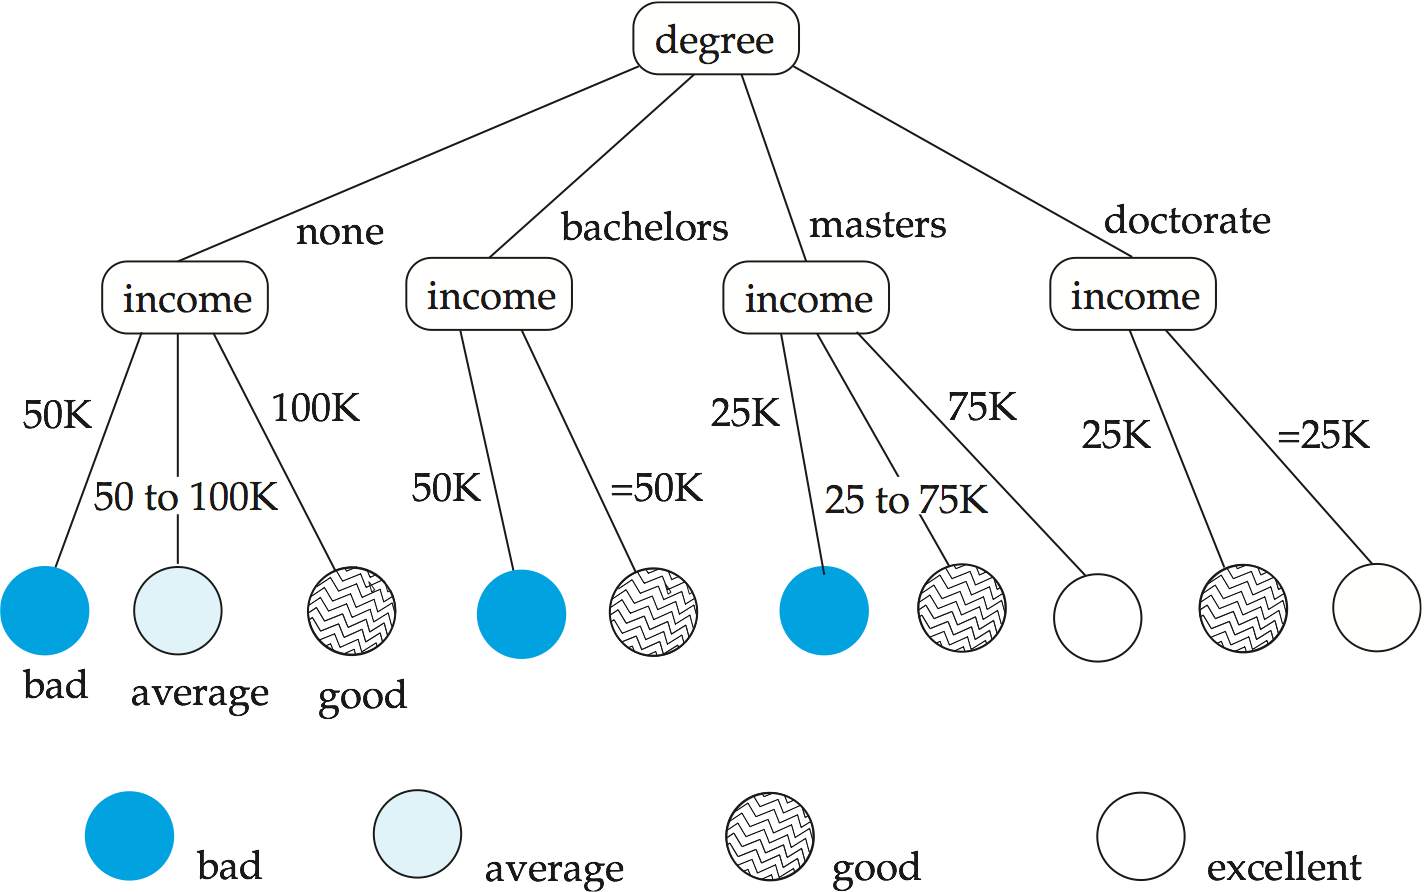 degree
none
bachelors
masters
doctorate
income
income
income
income
50K
50 to 100K
100K
50K
=50K
25K
25 to 75K
75K
25K
=25K
bad
average
good
bad
average
good
excellent